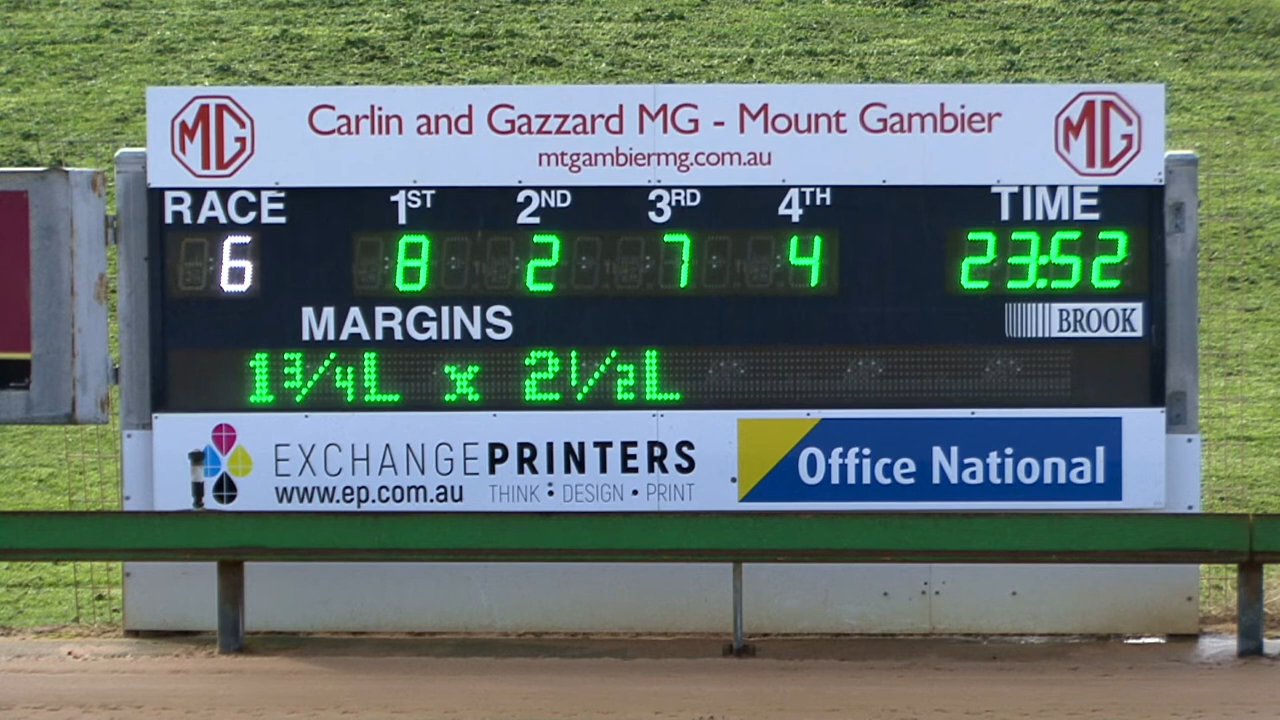 MG Carlin and Gazzard MG - Mount Gambier MG
mtgambiermg.com.au
RACE 1ST 2ND 3RD 4TH TIME
6 8 2 7 4 23:52
MARGINS BROOK
1¾L x 2½L
EXCHANGEPRINTERS Office National
www.ep.com.au THINK : DESIGN • PRINT